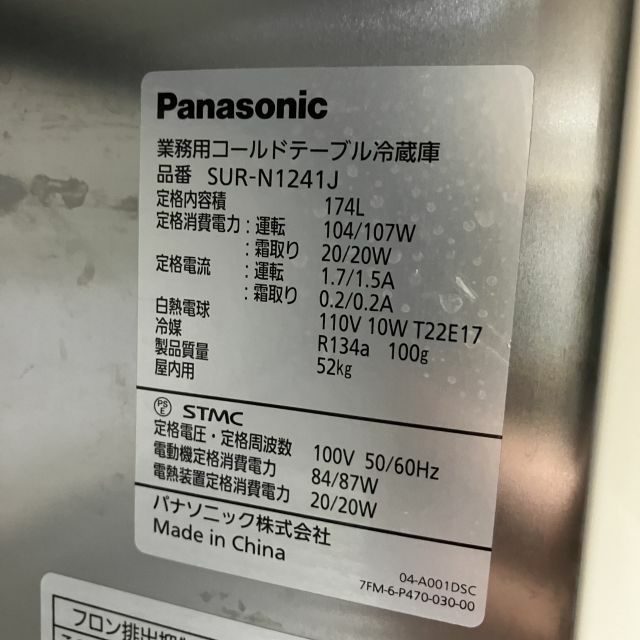 Panasonic
業務用コールドテーブル冷蔵庫
品番 SUR-N1241J
定格内容積 174L
定格消費電力:運転 104/107W
:霜取り 20/20W
定格電流 :運転 1.7/1.5A
:霜取り 0.2/0.2A
白熱電球 110V 10W T22E17
冷媒 R134a 100g
製品質量 52kg
屋内用
PS E STMC
定格電圧・定格周波数 100V 50/60Hz
電動機定格消費電力 84/87W
電熱装置定格消費電力 20/20W
パナソニック株式会社
Made in China
04-A001DSC
7FM-6-P470-030-00
フロン排出抑